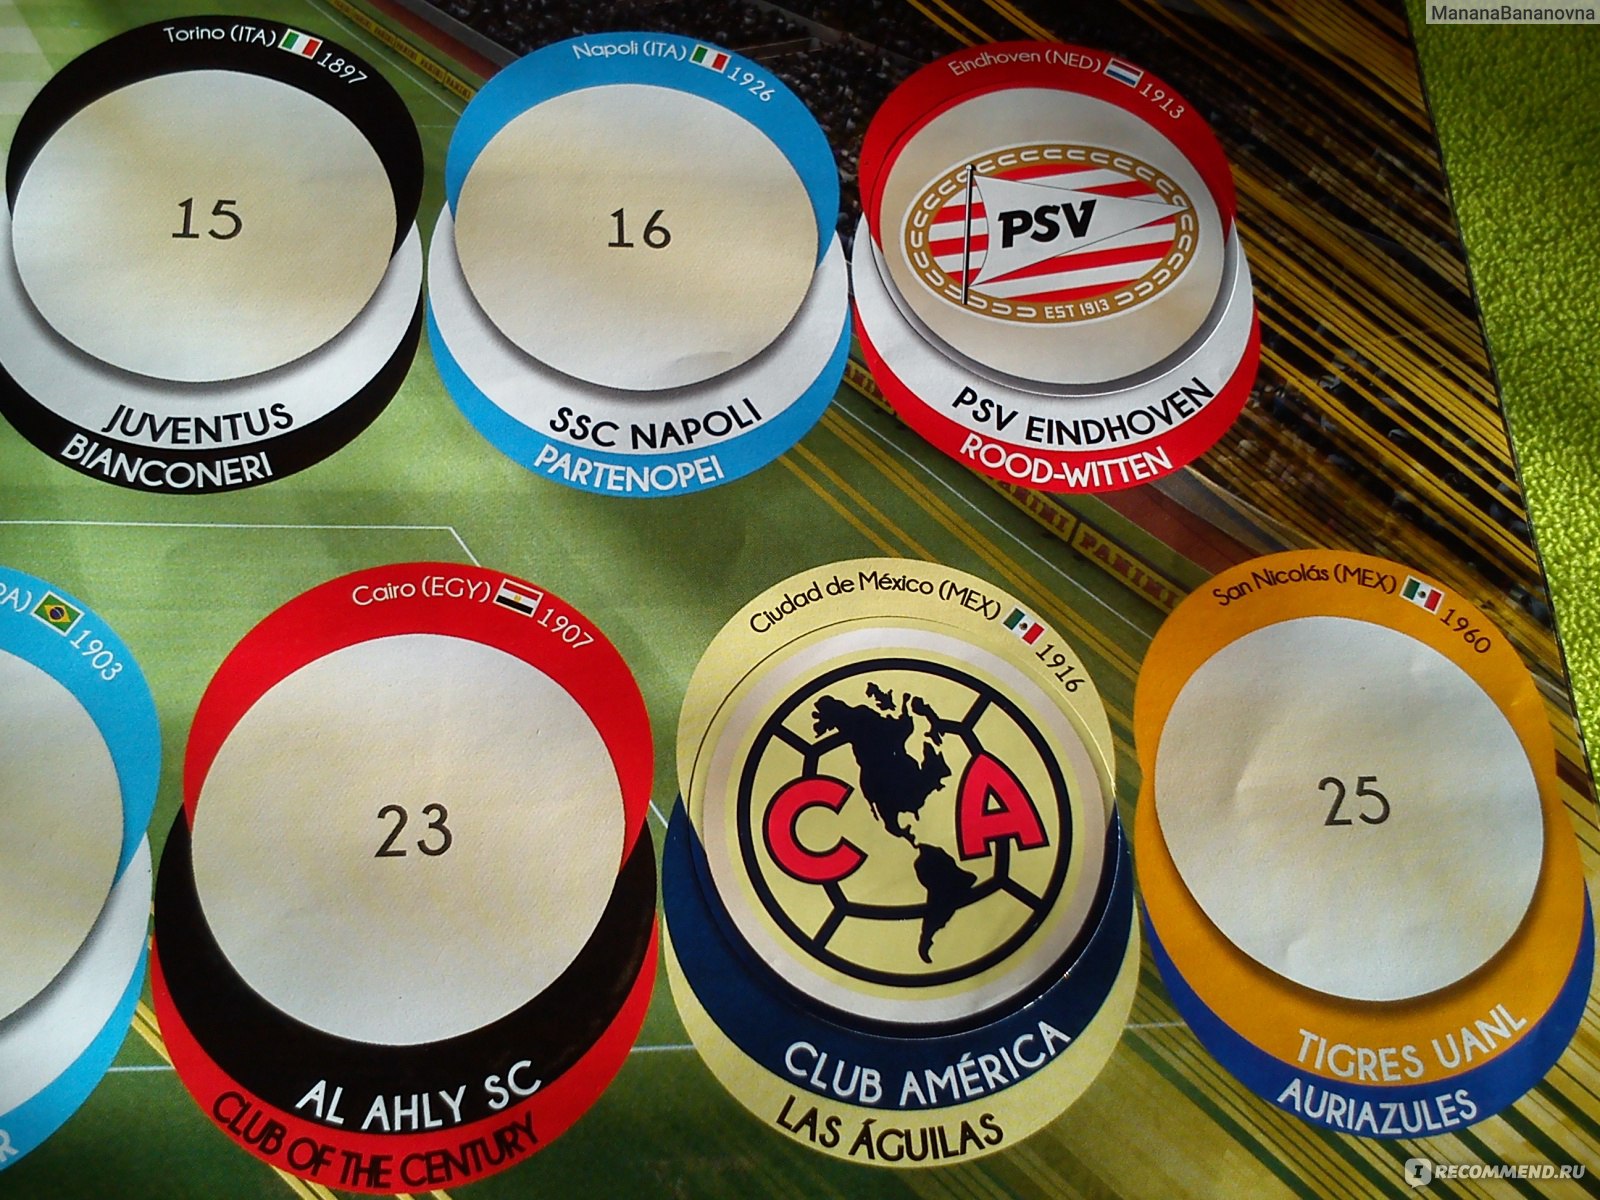 MananaBananovna
Torino (ITA) 1897
15
JUVENTUS
BIANCONERI
Napoli (ITA) 1926
16
SSC NAPOLI
PARTENOPEI
Eindhoven (NED) 1913
PSV
EST 1913
PSV EINDHOVEN
ROOD-WITTEN
PANINI
1903
Cairo (EGY) 1907
23
AL AHLY SC
CLUB OF THE CENTURY
Ciudad de México (MEX) 1916
C A
CLUB AMÉRICA
LAS ÁGUILAS
San Nicolás (MEX) 1960
25
TIGRES UANL
AURIAZULES
IRECOMMEND.RU